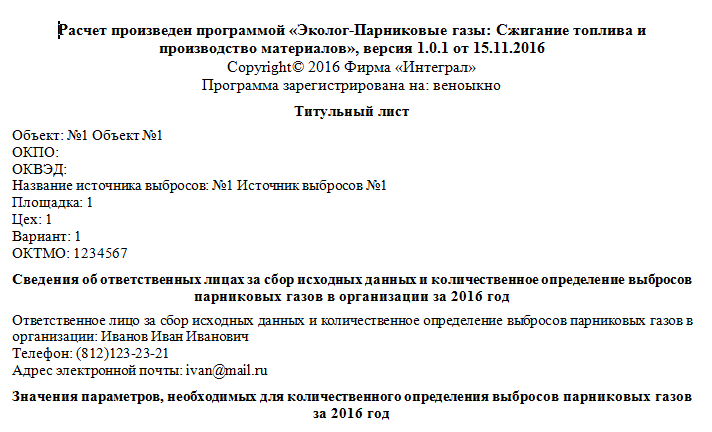 Расчет произведен программой «Эколог-Парниковые газы: Сжигание топлива и
производство материалов», версия 1.0.1 от 15.11.2016
Copyright© 2016 Фирма «Интеграл»
Программа зарегистрирована на: веноыкно
Титульный лист
Объект: №1 Объект №1
ОКПО:
ОКВЭД:
Название источника выбросов: №1 Источник выбросов №1
Площадка: 1
Цех: 1
Вариант: 1
ОКТМО: 1234567
Сведения об ответственных лицах за сбор исходных данных и количественное определение выбросов
парниковых газов в организации за 2016 год
Ответственное лицо за сбор исходных данных и количественное определение выбросов парниковых газов в
организации: Иванов Иван Иванович
Телефон: (812)123-23-21
Адрес электронной почты: ivan@mail.ru
Значения параметров, необходимых для количественного определения выбросов парниковых газов
за 2016 год